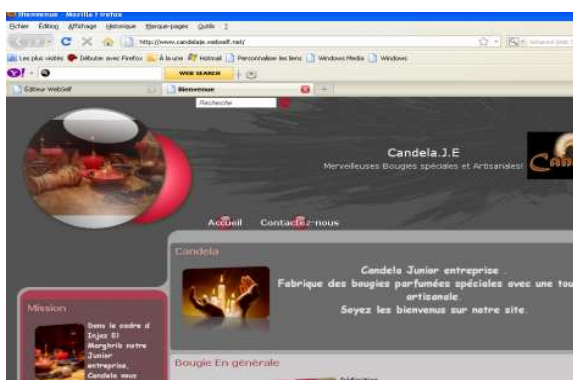 Bienvenue - Mozilla Firefox
Fichier Édition Affichage Historique Marque-pages Outils ?
http://www.candelaje.webself.net/
Les plus visités Débuter avec Firefox À la une Hotmail Personnaliser les liens Windows Media Windows
WEB SEARCH
Éditeur WebSelf Bienvenue
Recherche
Candela.J.E
Merveilleuses Bougies spéciales et Artisanales!
Can
Accueil Contactez-nous
Candela
Candela Junior entreprise .
Fabrique des bougies parfumées spéciales avec une tou
artisanale.
Soyez les bienvenus sur notre site.
Mission
Dans le cadre d
Injaz El
Marghrib notre
Junior
entreprise,
Candela vous
Bougie En générale